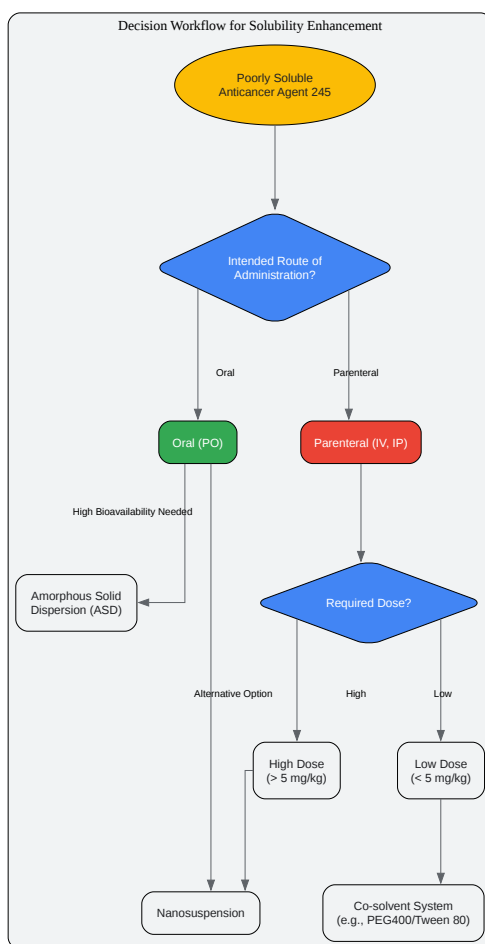 Decision Workflow for Solubility Enhancement
Poorly Soluble
Anticancer Agent 245
Intended Route of
Administration?
Oral
Parenteral
Oral (PO)
Parenteral (IV, IP)
High Bioavailability Needed
Amorphous Solid
Dispersion (ASD)
Required Dose?
Alternative Option
High
Low
High Dose
(> 5 mg/kg)
Low Dose
(< 5 mg/kg)
Nanosuspension
Co-solvent System
(e.g., PEG400/Tween 80)